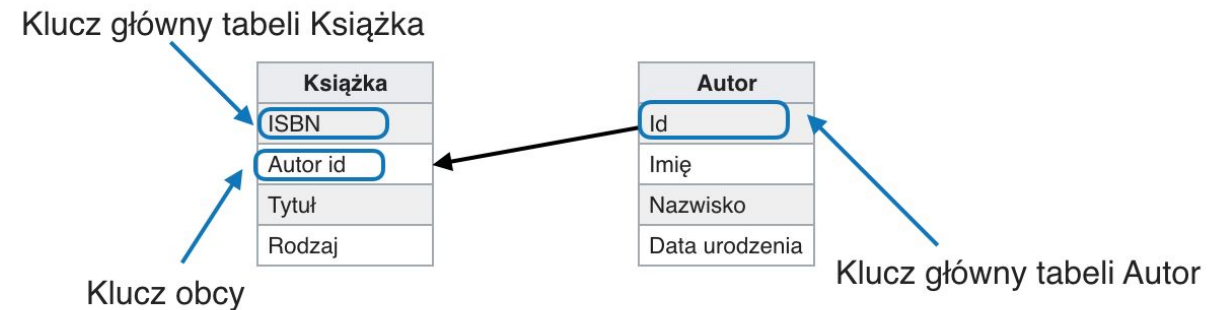 Klucz główny tabeli Książka
Książka
ISBN
Autor id
Tytuł
Rodzaj
Klucz obcy
Autor
Id
Imię
Nazwisko
Data urodzenia
Klucz główny tabeli Autor